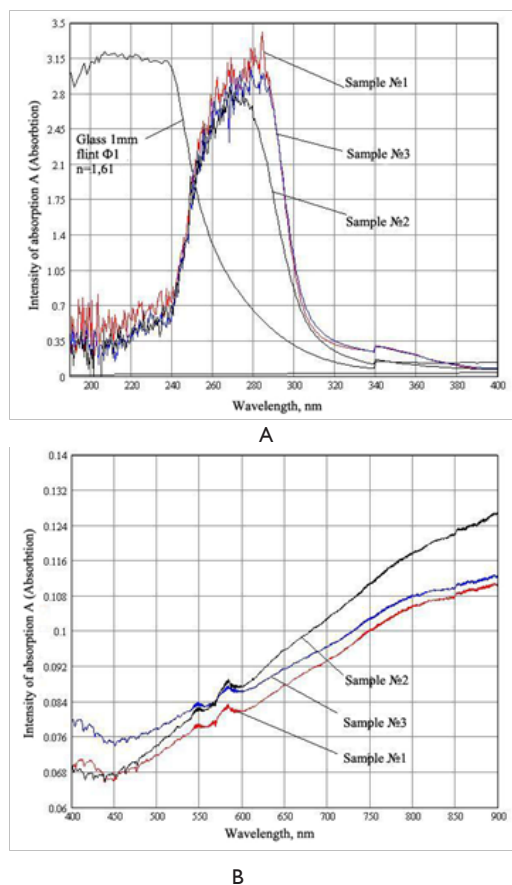 Intensity of absorption A (Absorbtion)
3.5
3.15
2.8
2.45
2.1
1.75
1.4
1.05
0.7
0.35
0
Glass 1mm
flint Ф1
n=1,61
Sample №1
Sample №3
Sample №2
200 220 240 260 280 300 320 340 360 380 400
Wavelength, nm
A
Intensity of absorption A (Absorbtion)
0.14
0.132
0.124
0.116
0.108
0.1
0.092
0.084
0.076
0.068
0.06
Sample №2
Sample №3
Sample №1
400 450 500 550 600 650 700 750 800 850 900
Wavelength, nm
B